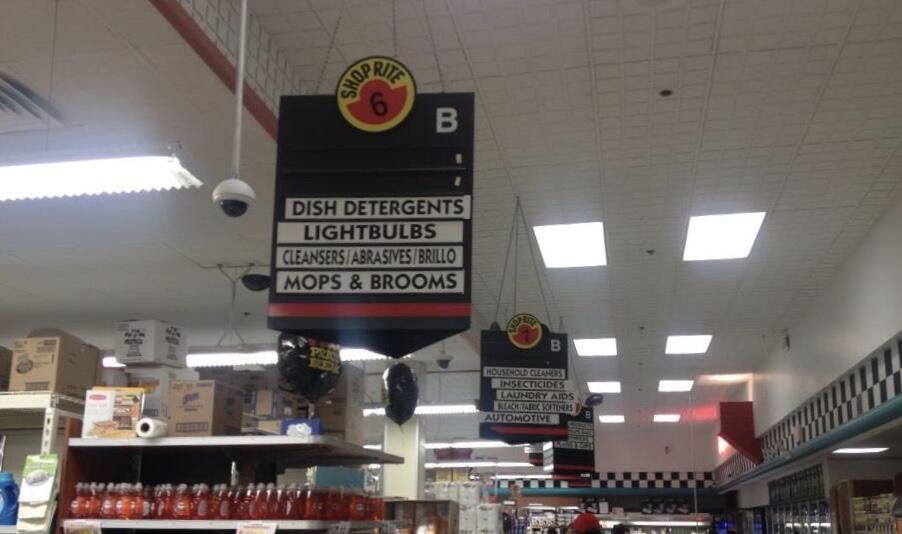 SHOPRITE
6
B
DISH DETERGENTS
LIGHTBULBS
CLEANSERS/ABRASIVES/BRILLO
MOPS & BROOMS
SHOPRITE
7
B
HOUSEHOLD CLEANERS
INSECTICIDES
LAUNDRY AIDS
BLEACH/FABRIC SOFTENERS
AUTOMOTIVE